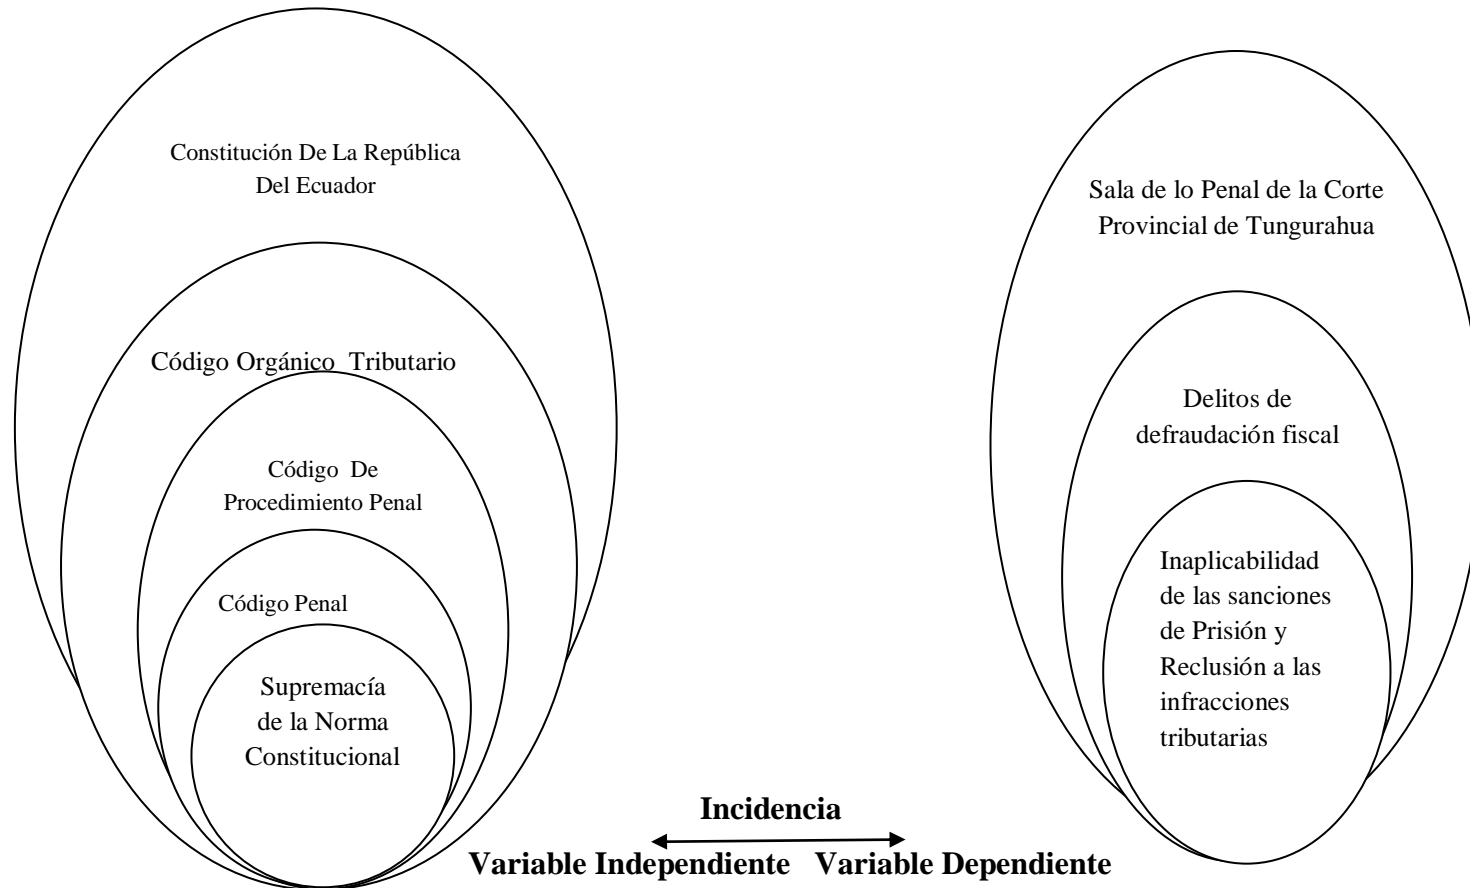 Constitución De La República
Del Ecuador
Código Orgánico Tributario
Código De
Procedimiento Penal
Código Penal
Supremacía
de la Norma
Constitucional
Sala de lo Penal de la Corte
Provincial de Tungurahua
Delitos de
defraudación fiscal
Inaplicabilidad
de las sanciones
de Prisión y
Reclusión a las
infracciones
tributarias
Incidencia
Variable Independiente Variable Dependiente